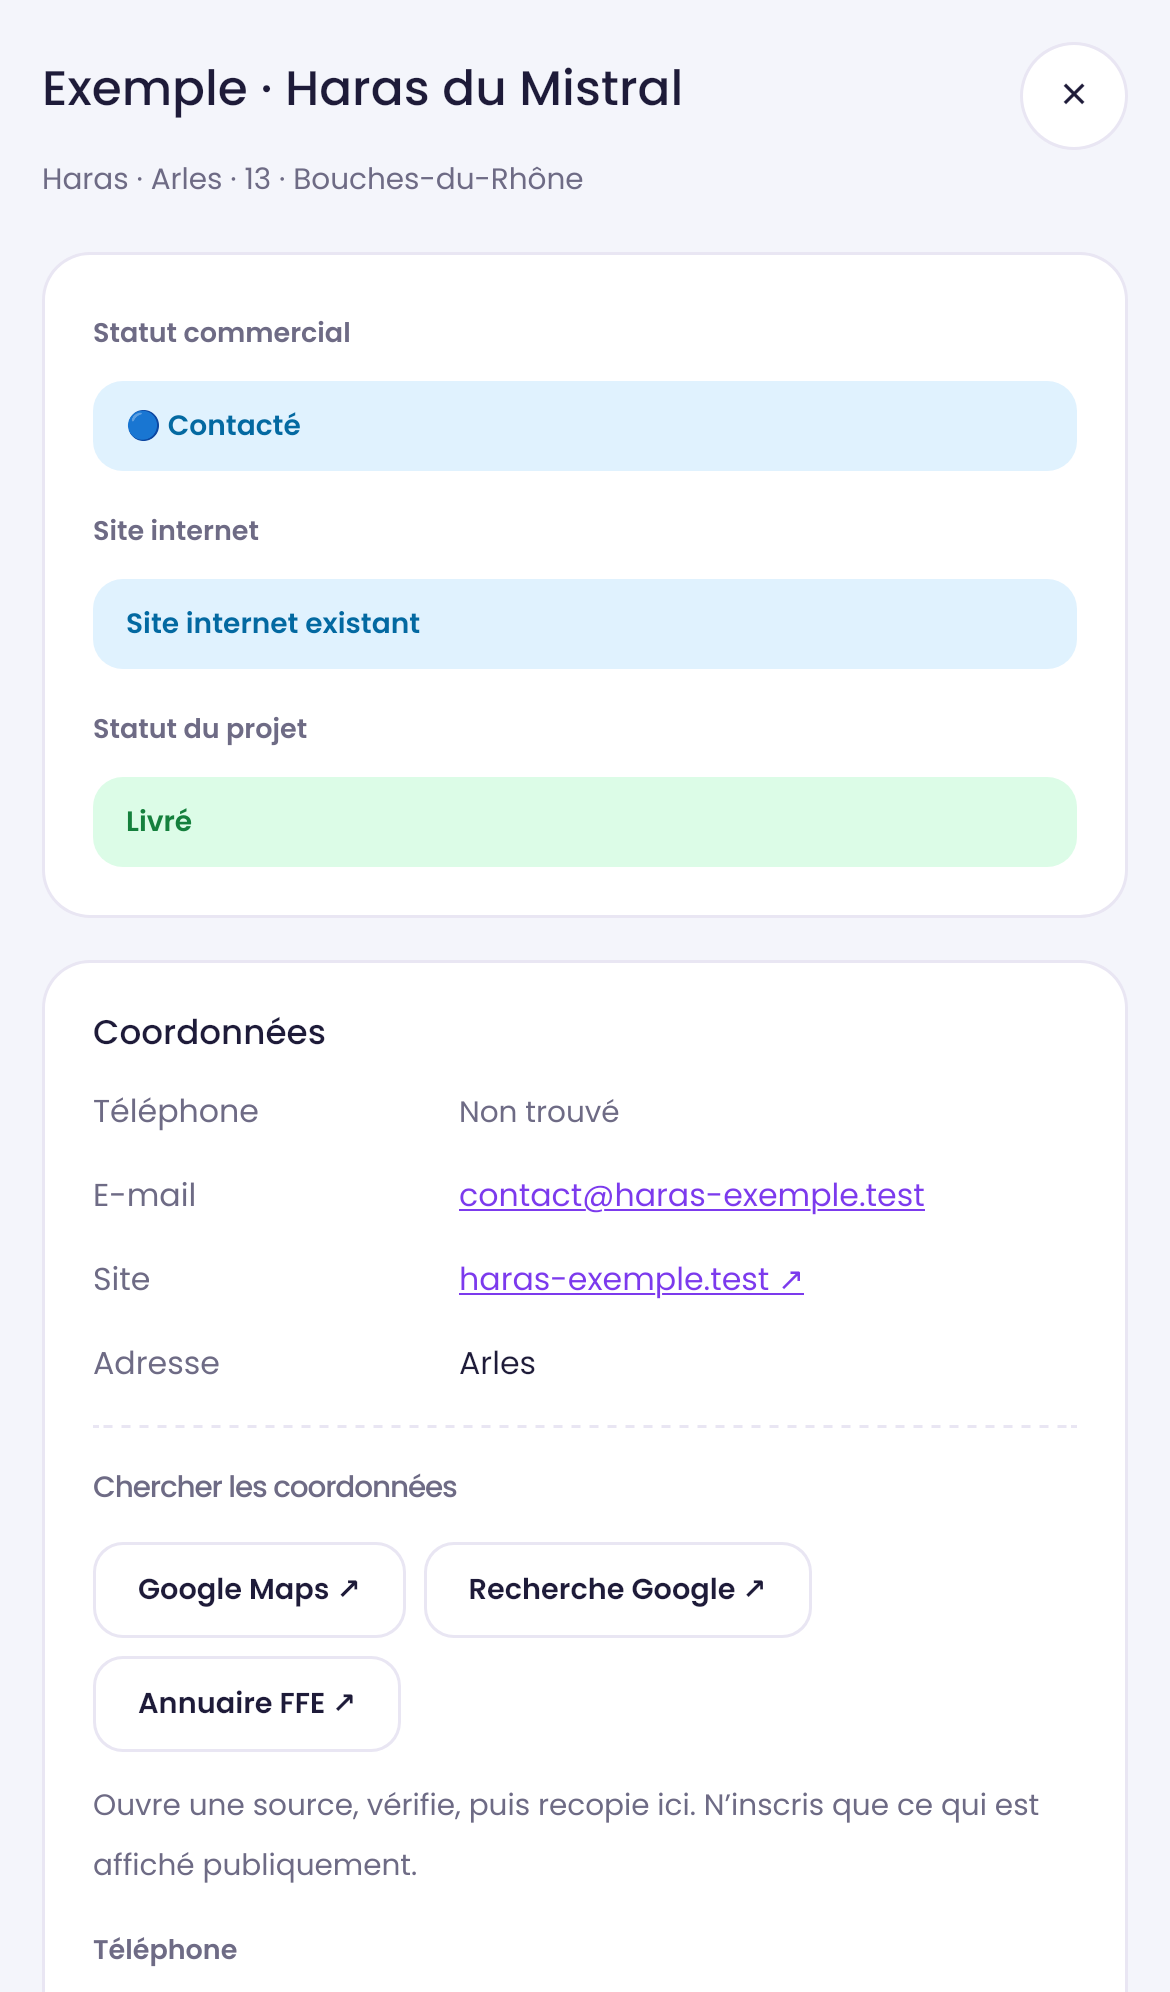 Exemple · Haras du Mistral
×
Haras · Arles · 13 · Bouches-du-Rhône
Statut commercial
🔵 Contacté
Site internet
Site internet existant
Statut du projet
Livré
Coordonnées
Téléphone Non trouvé
E-mail contact@haras-exemple.test
Site haras-exemple.test ↗
Adresse Arles
Chercher les coordonnées
Google Maps ↗ Recherche Google ↗
Annuaire FFE ↗
Ouvre une source, vérifie, puis recopie ici. N’inscris que ce qui est
affiché publiquement.
Téléphone